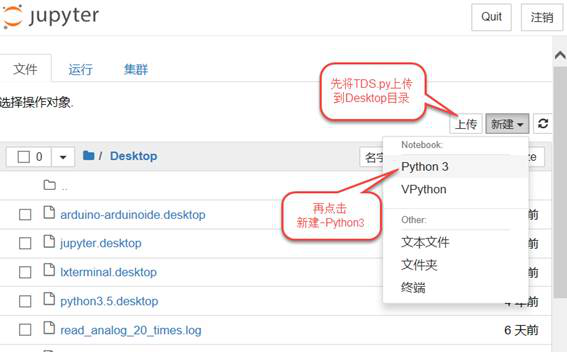 jupyter
Quit
注销
文件
运行
集群
先将TDS.py上传
到Desktop目录
选择操作对象.
上传
新建
0
/ Desktop
名字
Notebook:
Python 3
VPython
再点击
新建-Python3
Other:
文本文件
文件夹
终端
..
arduino-arduinoide.desktop
前
jupyter.desktop
前
lxterminal.desktop
前
python3.5.desktop
read_analog_20_times.log
6 天前